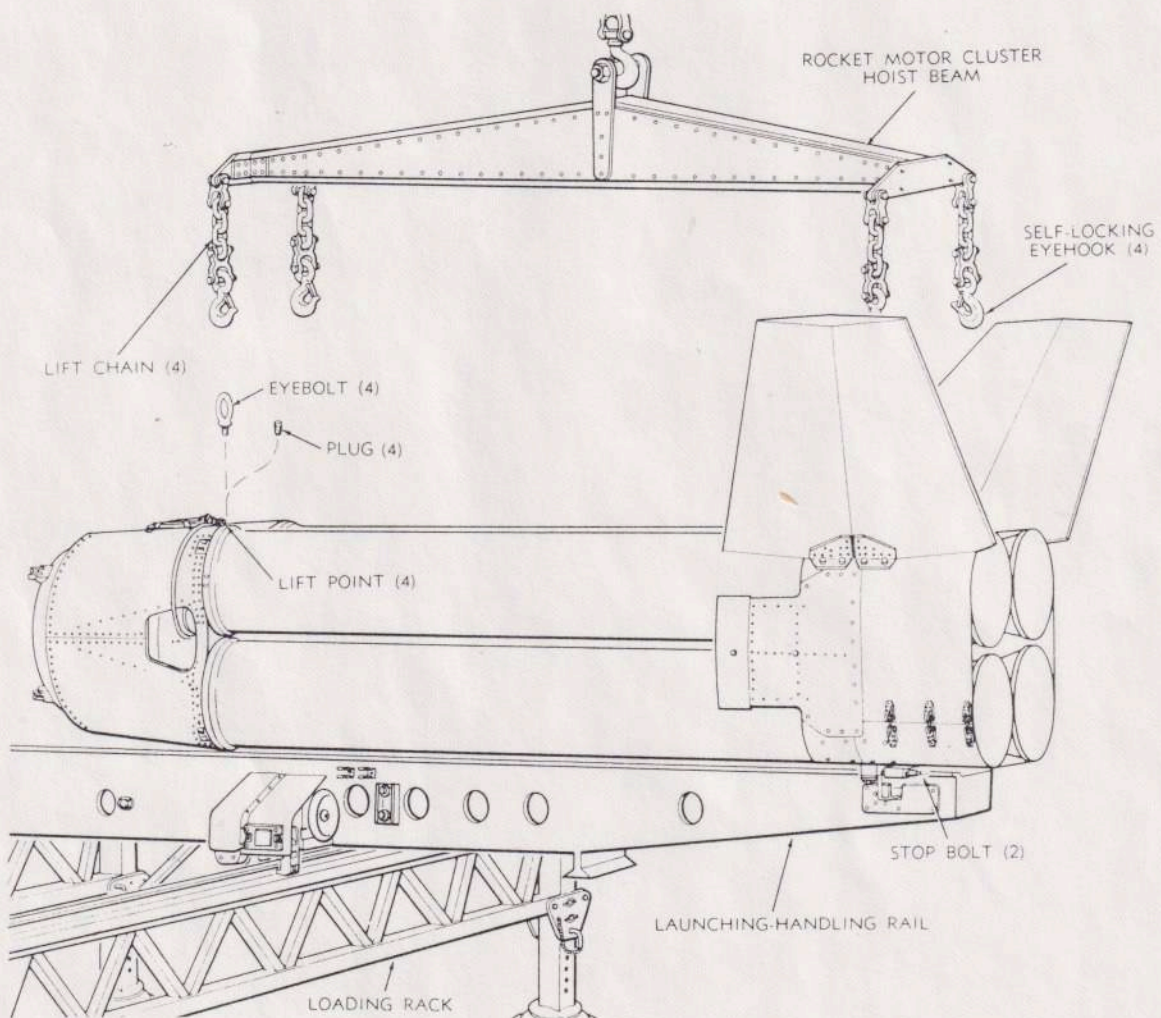 ROCKET MOTOR CLUSTER
HOIST BEAM
SELF-LOCKING
EYEHOOK (4)
LIFT CHAIN (4)
EYEBOLT (4)
PLUG (4)
LIFT POINT (4)
STOP BOLT (2)
LAUNCHING-HANDLING RAIL
LOADING RACK